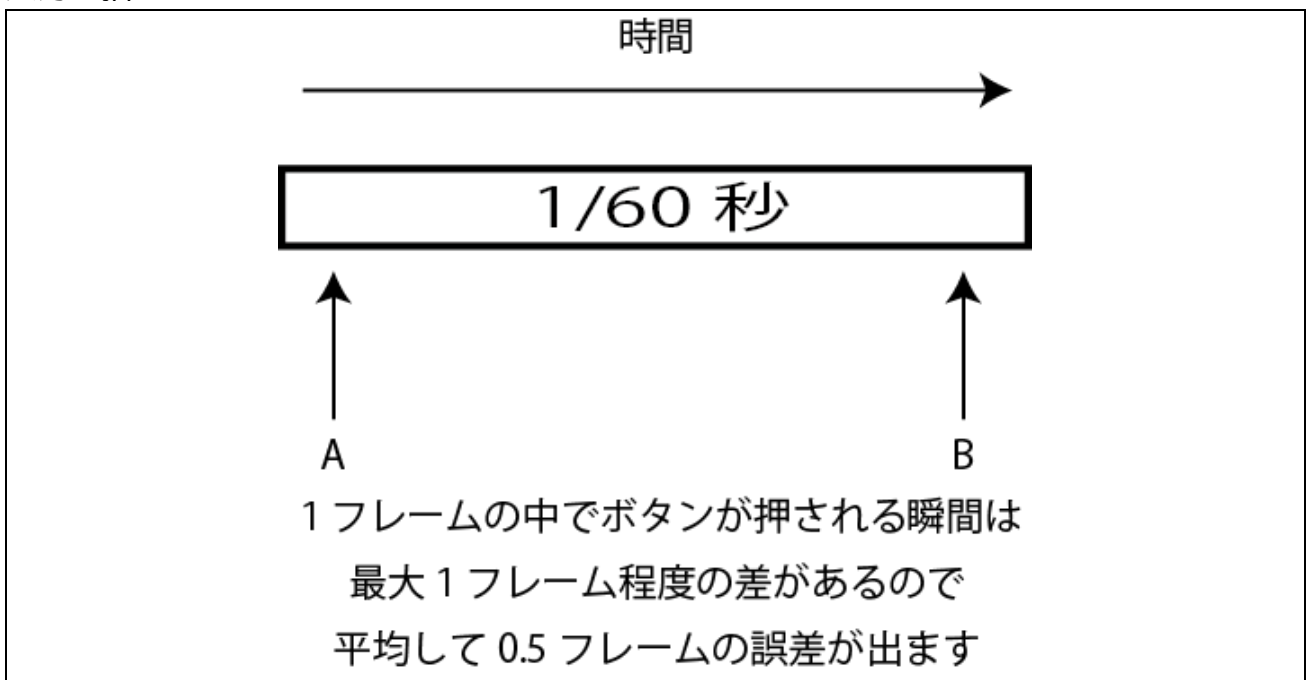 時間
1/60 秒
A
B
1 フレームの中でボタンが押される瞬間は
最大 1 フレーム程度の差があるので
平均して 0.5 フレームの誤差が出ます